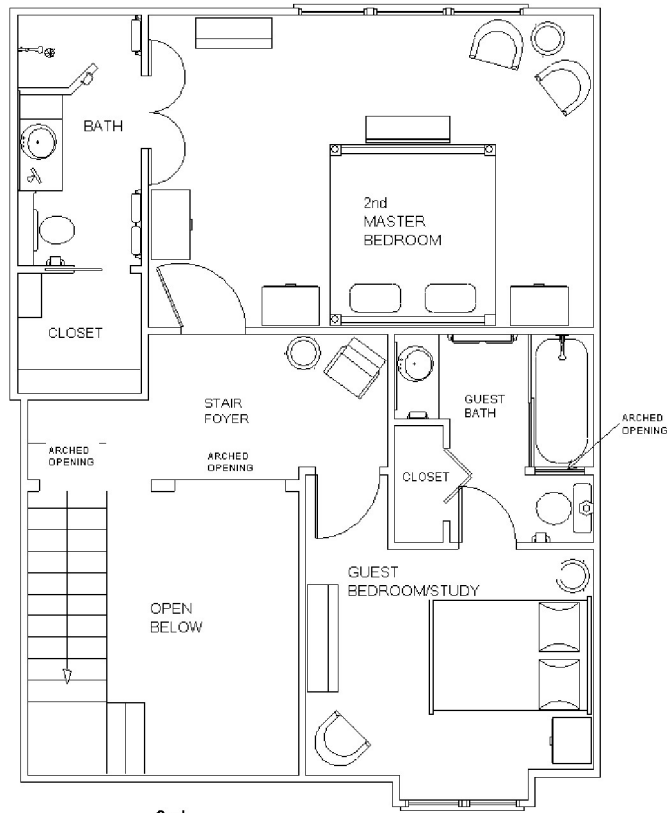 BATH
2nd
MASTER
BEDROOM
CLOSET
STAIR
FOYER
GUEST
BATH
ARCHED
OPENING
ARCHED
OPENING
ARCHED
OPENING
CLOSET
GUEST
BEDROOM/STUDY
OPEN
BELOW